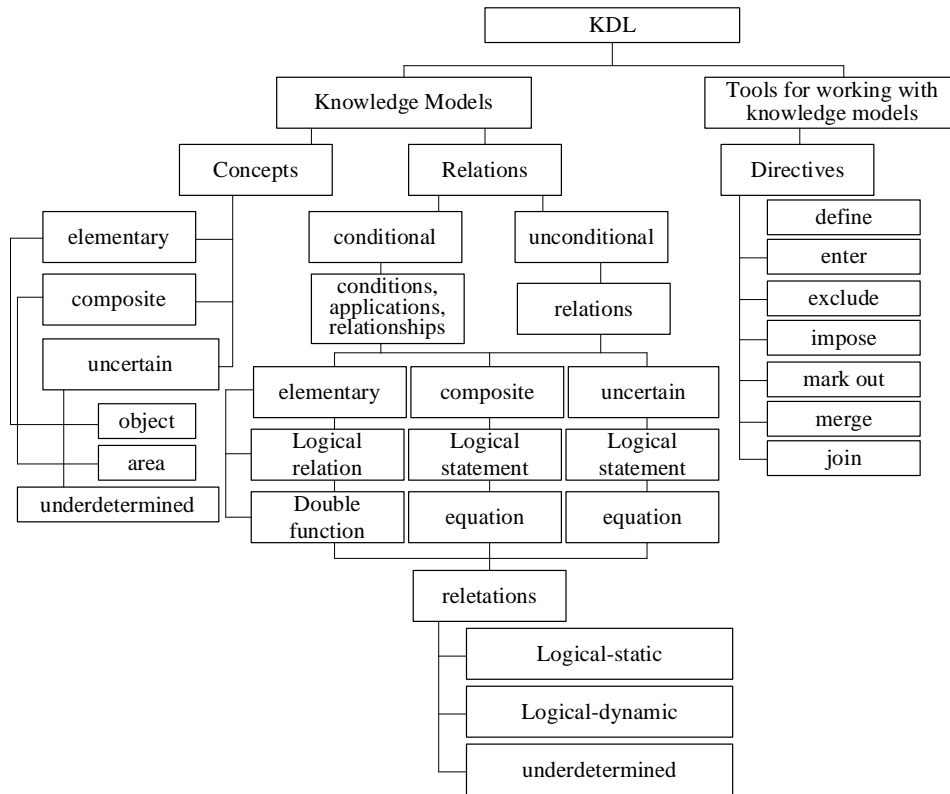 KDL
Knowledge Models
Tools for working with
knowledge models
Concepts
Relations
Directives
elementary
composite
uncertain
object
area
underdetermined
conditional
unconditional
conditions,
applications,
relationships
relations
elementary
composite
uncertain
Logical
relation
Logical
statement
Logical
statement
Double
function
equation
equation
reletations
Logical-static
Logical-dynamic
underdetermined
define
enter
exclude
impose
mark out
merge
join